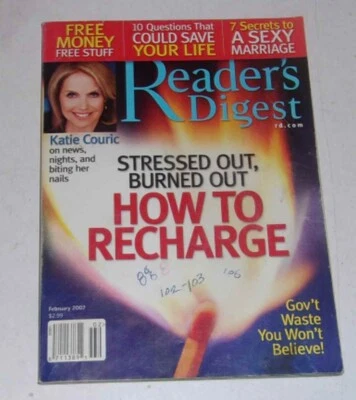 FREE
MONEY
FREE STUFF
10 Questions That
COULD SAVE
YOUR LIFE
7 Secrets to
A SEXY
MARRIAGE
Reader's
Digest
rd.com
Katie Couric
on news,
nights, and
biting her
nails
STRESSED OUT,
BURNED OUT
HOW TO
RECHARGE
102-103
February 2007
$2.99
Gov't
Waste
You Won't
Believe!